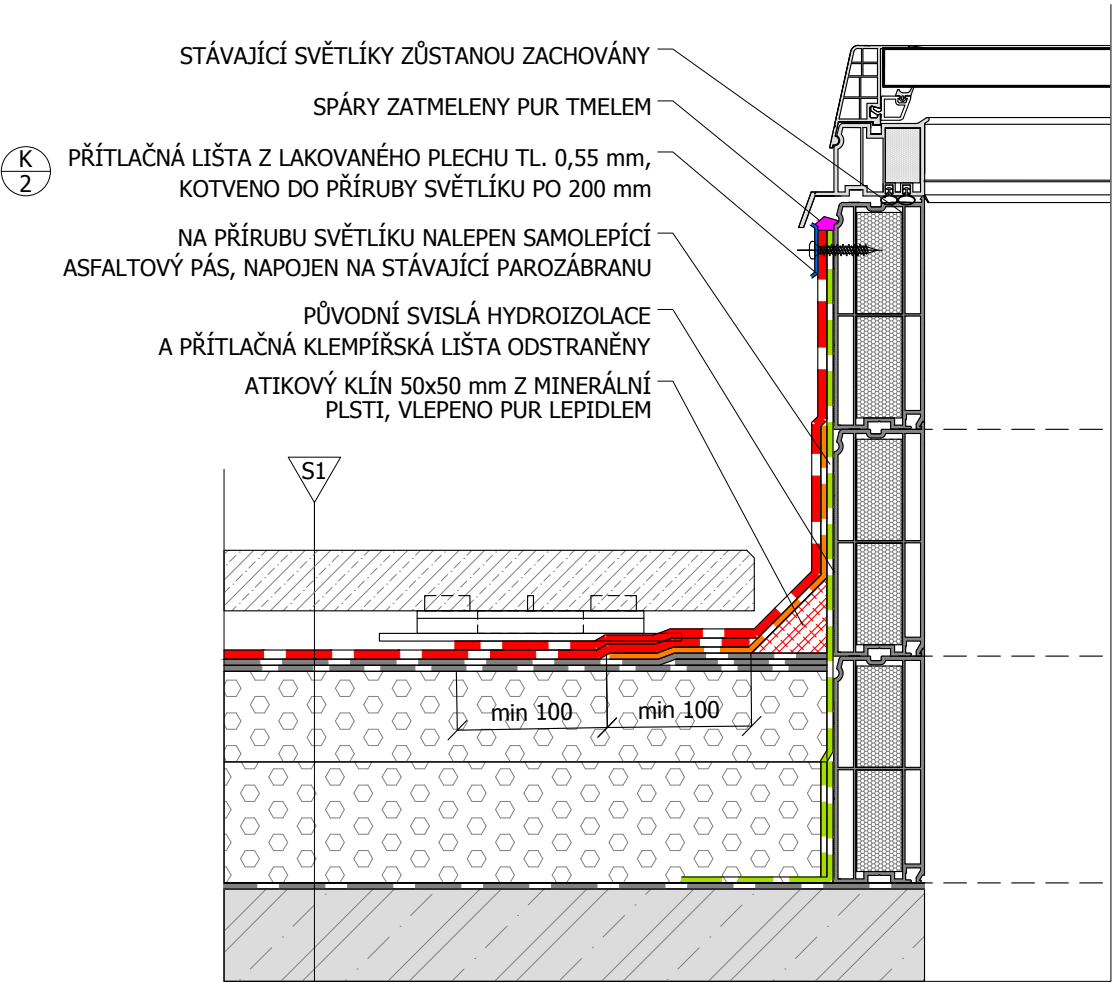 STÁVAJÍCÍ SVĚTLÍKY ZŮSTANOU ZACHOVÁNY
SPÁRY ZATMELENY PUR TMELEM
K
2
PŘÍTLAČNÁ LIŠTA Z LAKOVANÉHO PLECHU TL. 0,55 mm,
KOTVENO DO PŘÍRUBY SVĚTLÍKU PO 200 mm
NA PŘÍRUBU SVĚTLÍKU NALEPEN SAMOLEPÍCÍ
ASFALTOVÝ PÁS, NAPOJEN NA STÁVAJÍCÍ PAROZÁBRANU
PŮVODNÍ SVISLÁ HYDROIZOLACE
A PŘÍTLAČNÁ KLEMPÍŘSKÁ LIŠTA ODSTRANĚNY
ATIKOVÝ KLÍN 50x50 mm Z MINERÁLNÍ
PLSTI, VLEPENO PUR LEPIDLEM
S1
min 100
min 100